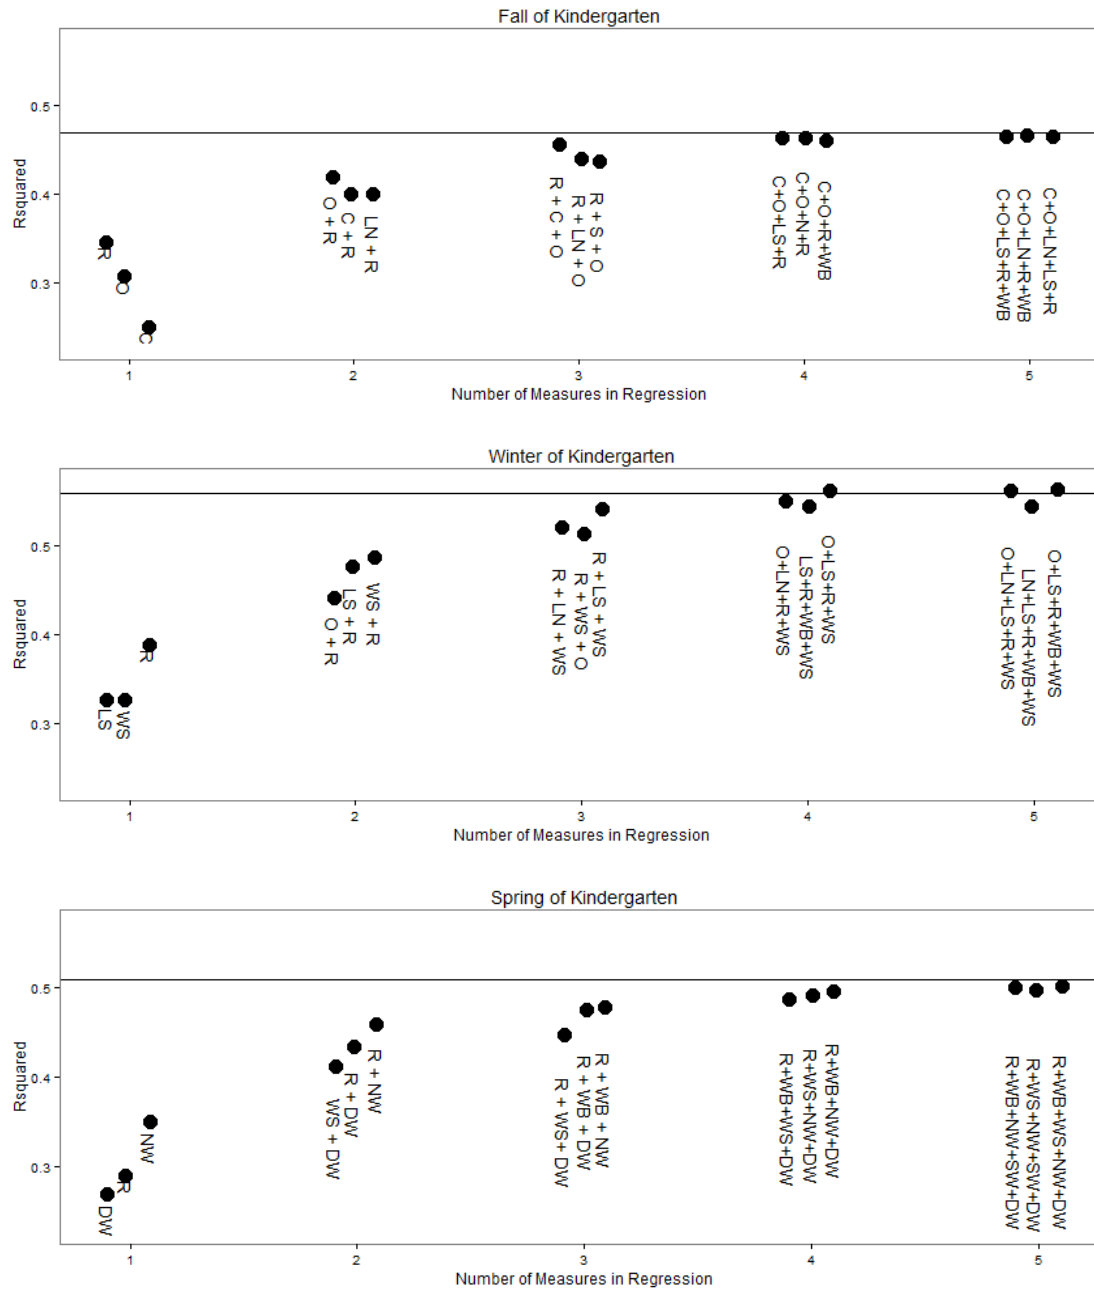 Fall of Kindergarten
Rsquared
0.5
0.4
0.3
R
O
C
O + R
C + R
LN + R
R + C + O
R + LN + O
R + S + O
C+O+LS+R
C+O+N+R
C+O+R+WB
C+O+LS+R+WB
C+O+LN+R+WB
C+O+LN+LS+R
1 2 3 4 5
Number of Measures in Regression
Winter of Kindergarten
Rsquared
0.5
0.4
0.3
LS
WS
R
O + R
LS + R
WS + R
R + LN + WS
R + WS + O
R + LS + WS
O+LN+R+WS
LS+R+WB+WS
O+LS+R+WS
O+LN+LS+R+WS
LN+LS+R+WB+WS
O+LS+R+WB+WS
1 2 3 4 5
Number of Measures in Regression
Spring of Kindergarten
Rsquared
0.5
0.4
0.3
DW
R
NW
WS + DW
R + DW
R + NW
R + WS+ DW
R + WB + DW
R + WB + NW
R+WB+WS+DW
R+WS+NW+DW
R+WB+NW+DW
R+WB+NW+SW+DW
R+WS+NW+SW+DW
R+WB+WS+NW+DW
1 2 3 4 5
Number of Measures in Regression